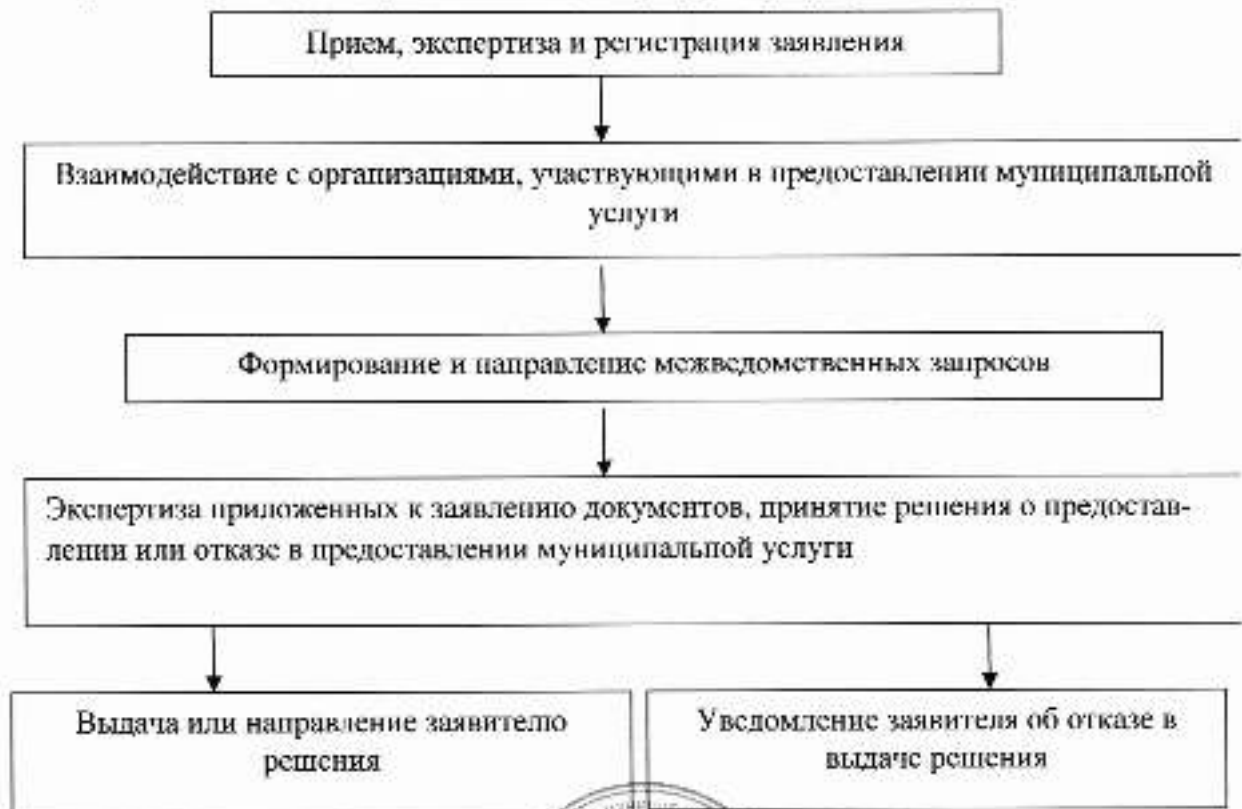 Прием, экспертиза и регистрация заявления
Взаимодействие с организациями, участвующими в предоставлении муниципальной
услуги
Формирование и направление межведомственных запросов
Экспертиза приложенных к заявлению документов, принятие решения о предостав-
лении или отказе в предоставлении муниципальной услуги
Выдача или направление заявителю
решения
Уведомление заявителя об отказе в
выдаче решения